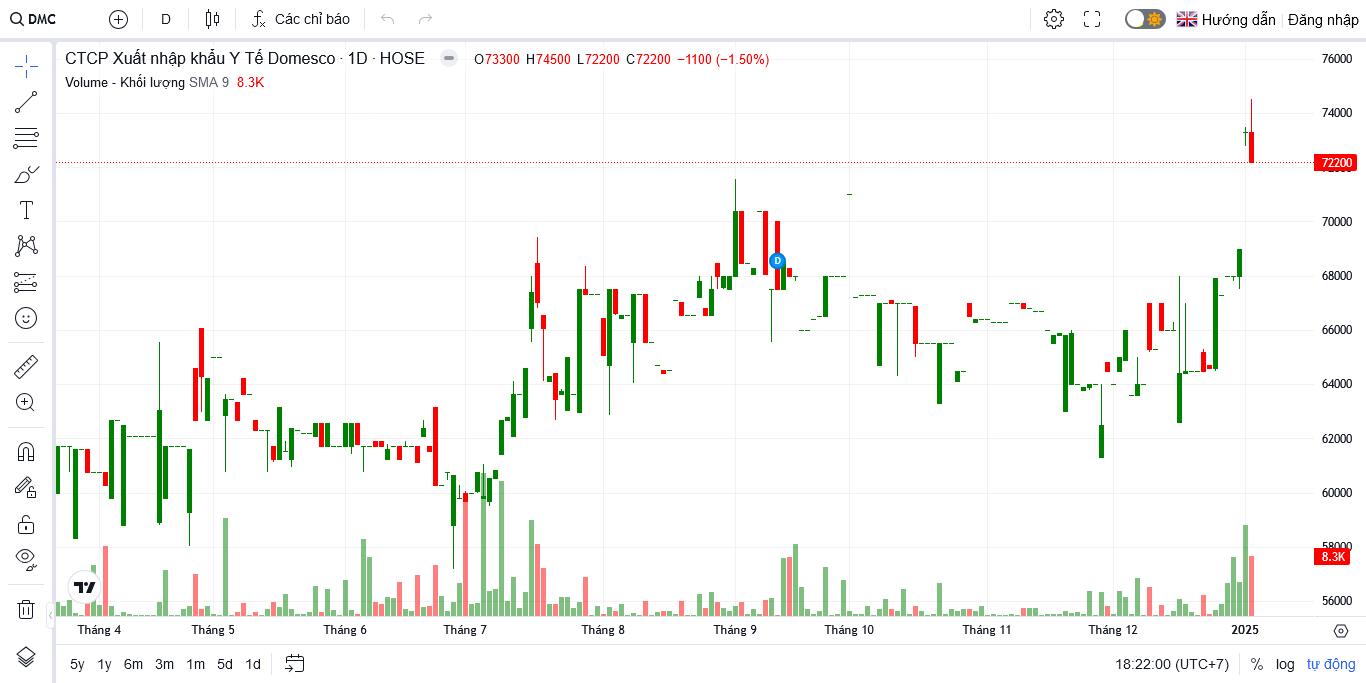 DMC D Các chỉ báo Hướng dẫn Đăng nhập
CTCP Xuất nhập khẩu Y Tế Domesco · 1D · HOSE O73300 H74500 L72200 C72200 −1100 (−1.50%)
Volume - Khối lượng SMA 9 8.3K
76000
74000
72200
72000
70000
D
68000
66000
64000
62000
60000
58000
8.3K
56000
Tháng 4 Tháng 5 Tháng 6 Tháng 7 Tháng 8 Tháng 9 Tháng 10 Tháng 11 Tháng 12 2025
5y 1y 6m 3m 1m 5d 1d 18:22:00 (UTC+7) % log tự động